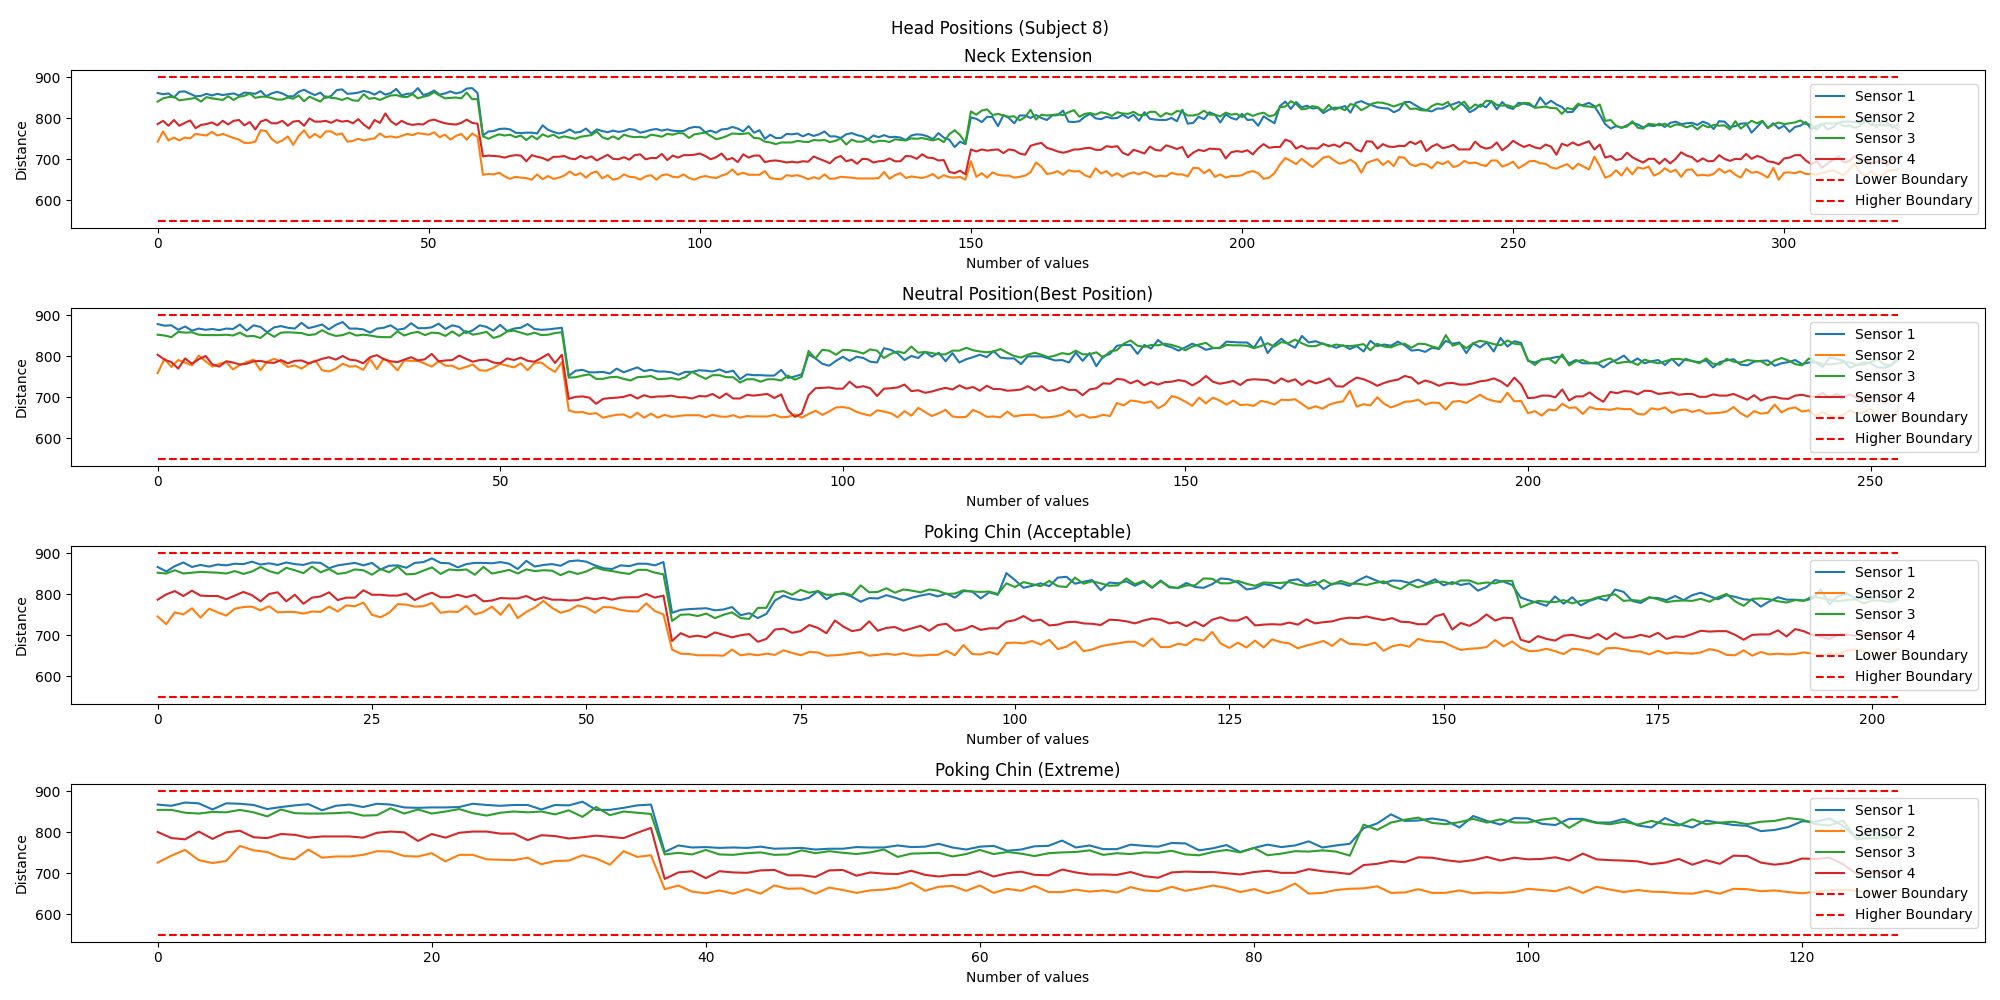 Head Positions (Subject 8)
Neck Extension
Distance
900
800
700
600
Sensor 1
Sensor 2
Sensor 3
Sensor 4
Lower Boundary
Higher Boundary
0 50 100 150 200 250 300
Number of values
Neutral Position(Best Position)
Distance
900
800
700
600
Sensor 1
Sensor 2
Sensor 3
Sensor 4
Lower Boundary
Higher Boundary
0 50 100 150 200 250
Number of values
Poking Chin (Acceptable)
Distance
900
800
700
600
Sensor 1
Sensor 2
Sensor 3
Sensor 4
Lower Boundary
Higher Boundary
0 25 50 75 100 125 150 175 200
Number of values
Poking Chin (Extreme)
Distance
900
800
700
600
Sensor 1
Sensor 2
Sensor 3
Sensor 4
Lower Boundary
Higher Boundary
0 20 40 60 80 100 120
Number of values